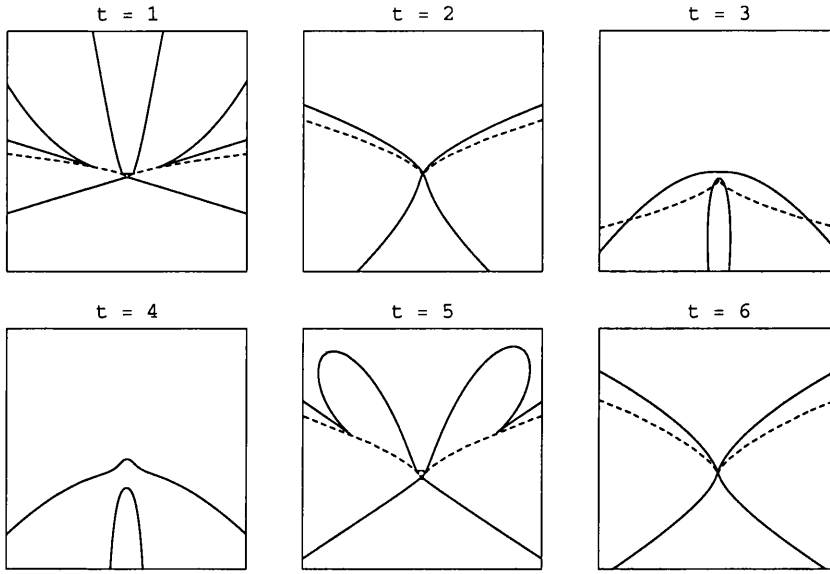 t = 1
t = 2
t = 3
t = 4
t = 5
t = 6